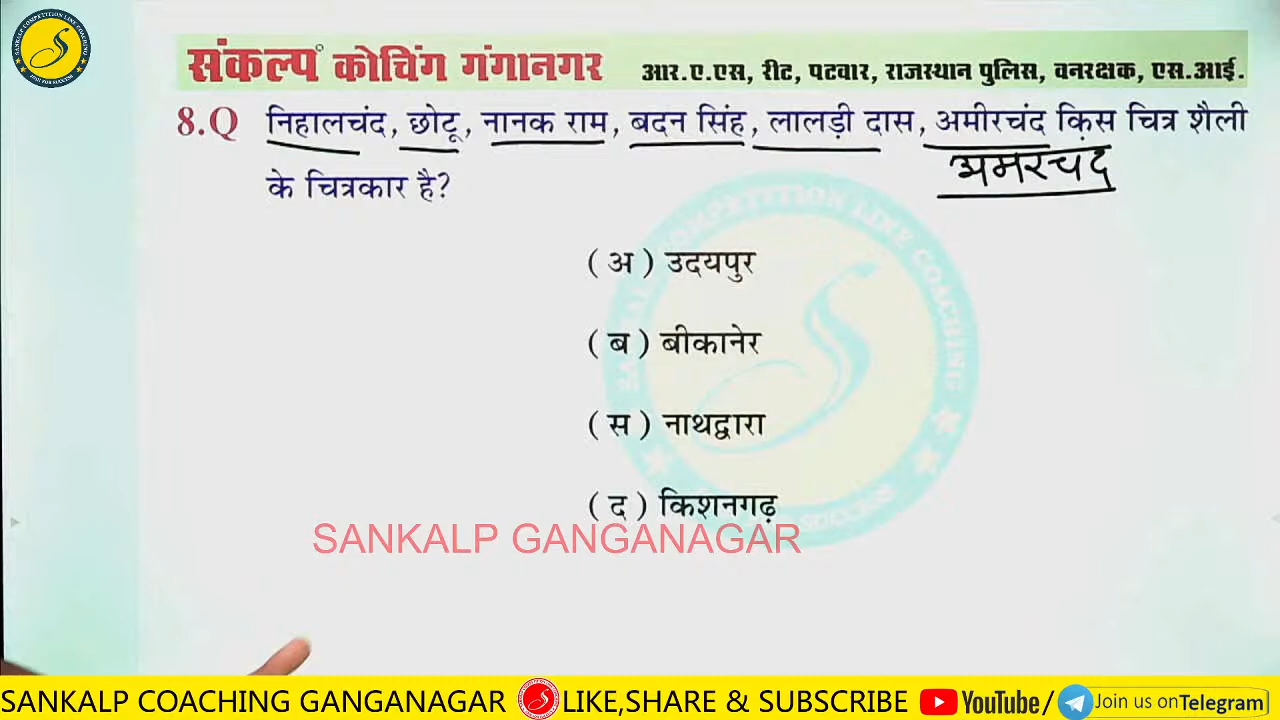 संकल्प® कोचिंग गंगानगर आर.ए.एस, रीट, पटवार, राजस्थान पुलिस, वनरक्षक, एस.आई.
8.Q निहालचंद, छोटू, नानक राम, बदन सिंह, लालड़ी दास, अमीरचंद किस चित्र शैली
अमरचंद
के चित्रकार है?
( अ ) उदयपुर
( ब ) बीकानेर
( स ) नाथद्वारा
( द ) किशनगढ़
SANKALP GANGANAGAR
SANKALP COACHING GANGANAGAR LIKE,SHARE & SUBSCRIBE YouTube / Join us on Telegram